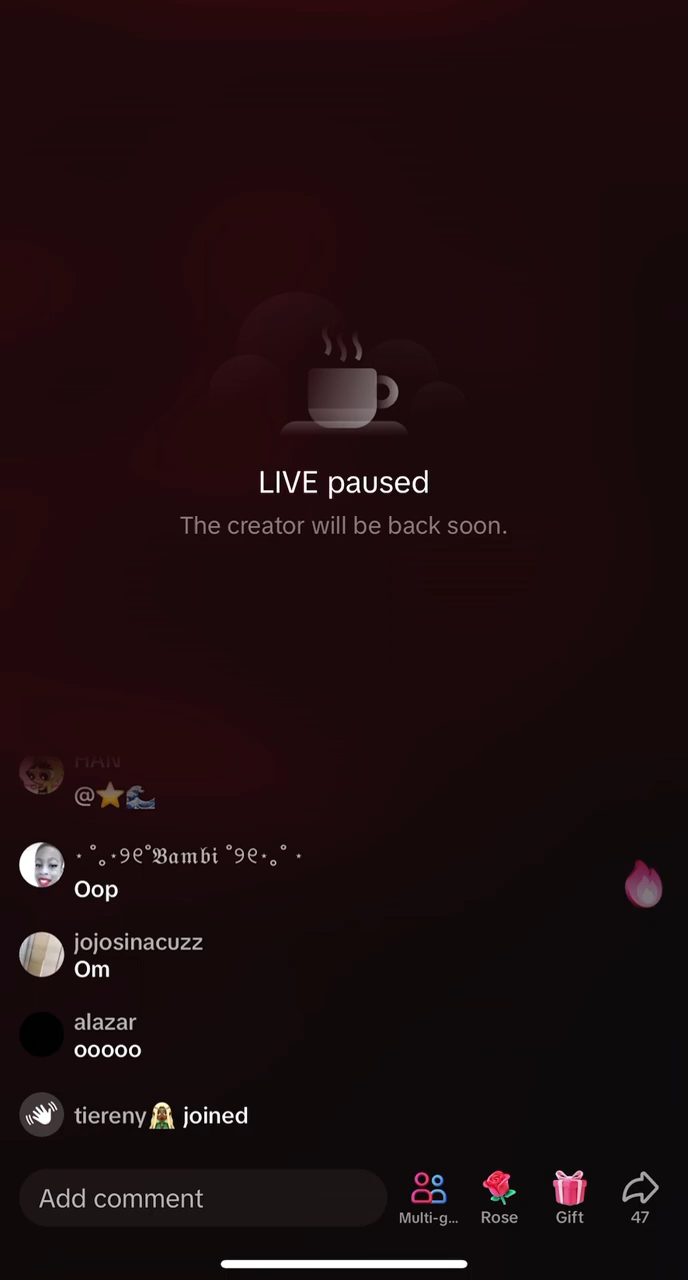 LIVE paused
The creator will be back soon.
HAN
@⭐🌊
⋆ ˚｡⋆୨୧˚𝕭𝖆𝖒𝖇𝖎 ˚୨୧⋆｡˚ ⋆
Oop
jojosinacuzz
Om
alazar
ooooo
tiereny🧝🏾‍♀️ joined
Add comment
Multi-g...
Rose
Gift
47